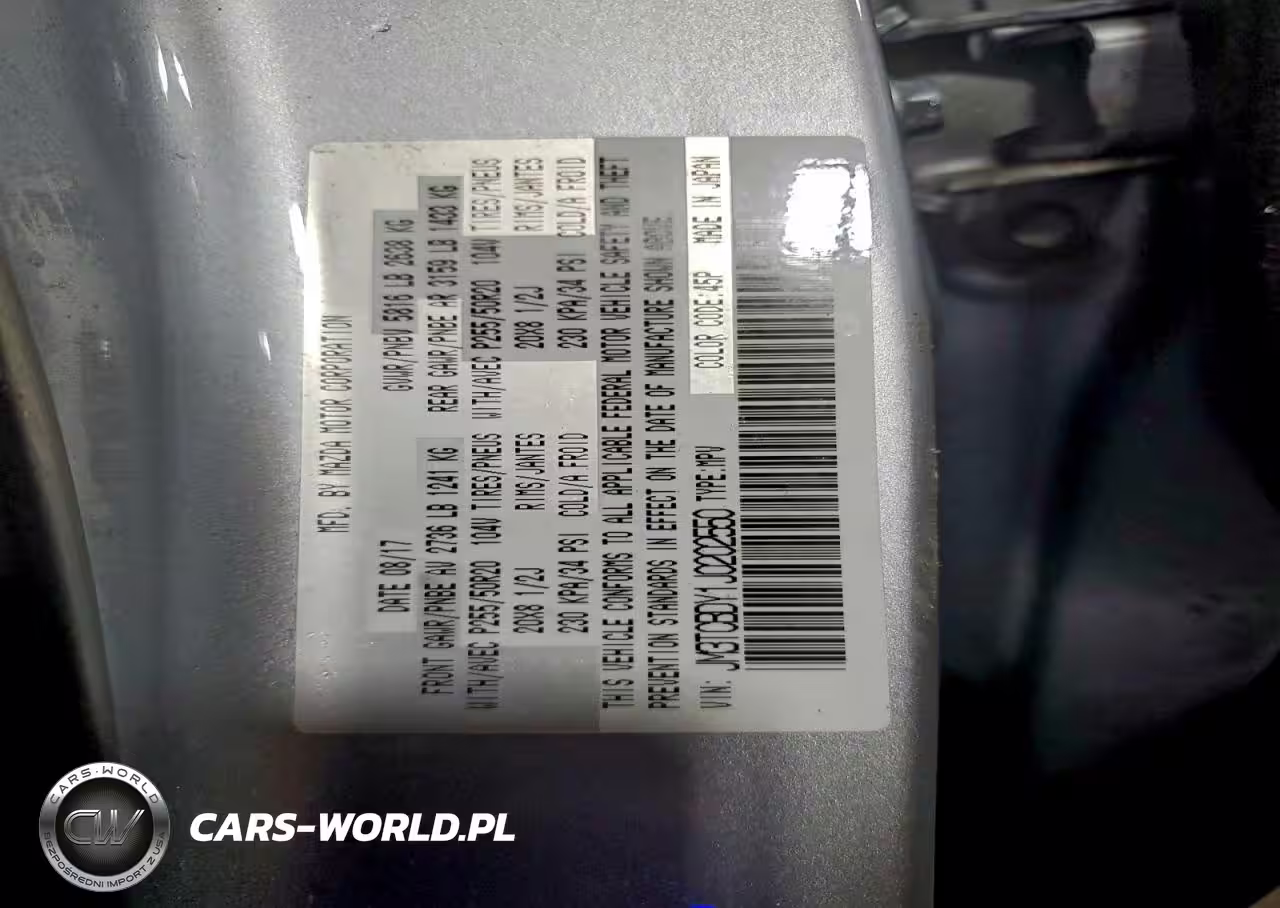 MFD. BY MAZDA MOTOR CORPORATION
DATE 08/17 GWR/PNBV 5816 LB 2638 KG
FRONT GAWR/PNBE AV 2736 LB 1241 KG REAR GAWR/PNBE AR 3159 LB 1433 KG
WITH/AVEC P255/50R20 104V TIRES/PNEUS WITH/AVEC P255/50R20 104V TIRES/PNEUS
20X8 1/2J RIMS/JANTES 20X8 1/2J RIMS/JANTES
230 KPA/34 PSI COLD/A FROID 230 KPA/34 PSI COLD/A FROID
THIS VEHICLE CONFORMS TO ALL APPLICABLE FEDERAL MOTOR VEHICLE SAFETY AND THEFT
PREVENTION STANDARDS IN EFFECT ON THE DATE OF MANUFACTURE SHOWN ABOVE
VIN: JM3TCBDY1J0202550 TYPE:MPV COLOR CODE:45P MADE IN JAPAN
CARS-WORLD
CW
BEZPOŚREDNI IMPORT Z USA
CARS-WORLD.PL